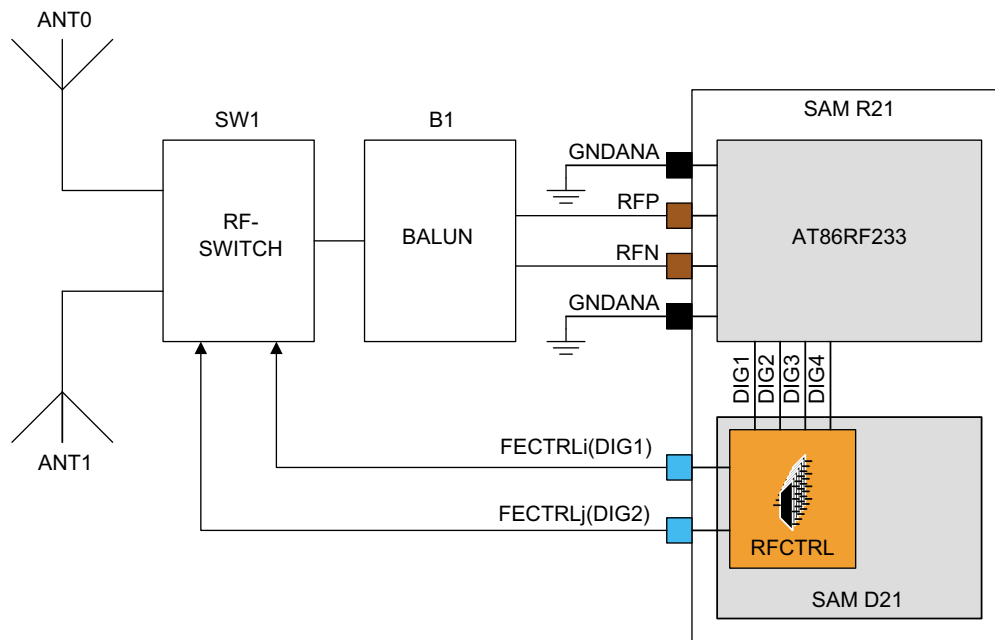 ANT0
SAM R21
SW1
B1
GNDANA
RFP
RF-
SWITCH
BALUN
AT86RF233
RFN
GNDANA
DIG1
DIG2
DIG3
DIG4
ANT1
FECTRLi(DIG1)
FECTRLj(DIG2)
RFCTRL
SAM D21